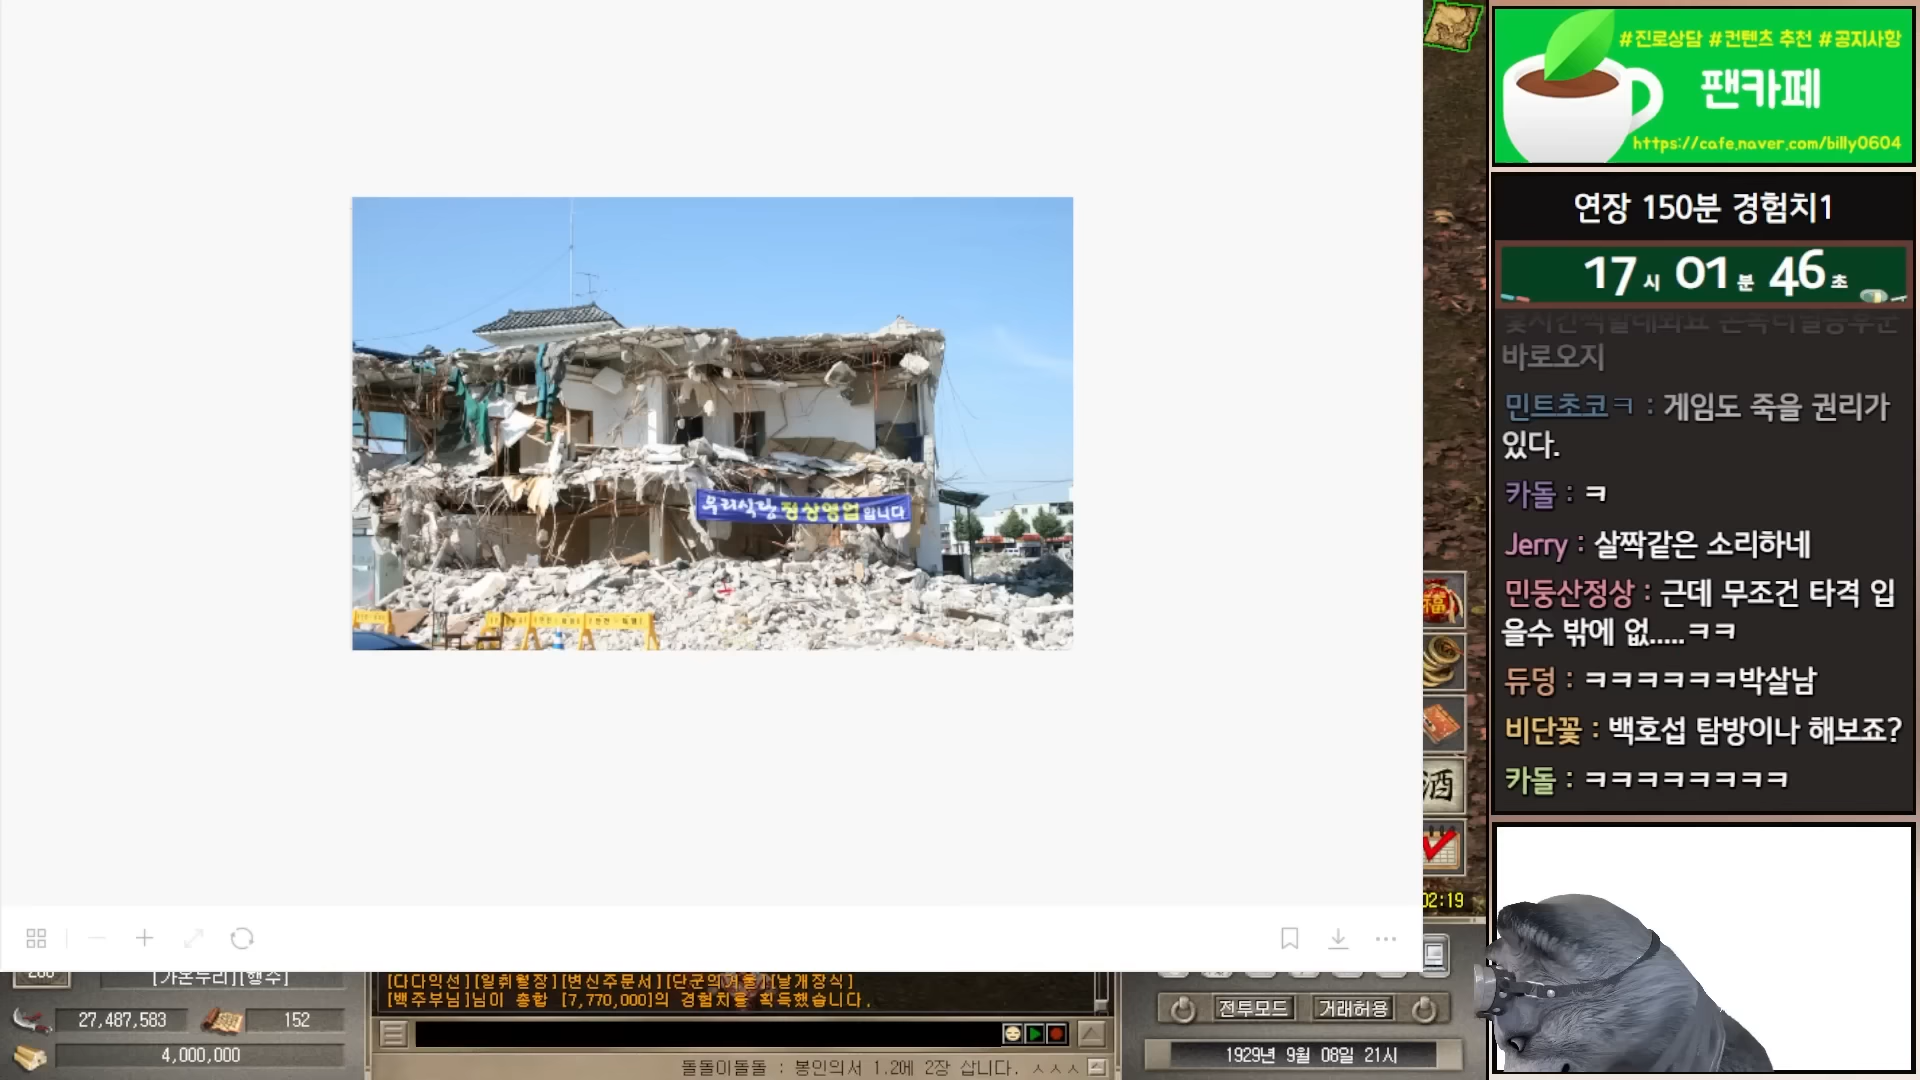 #진로상담 #컨텐츠 추천 #공지사항
팬카페
https://cafe.naver.com/billy0604
연장 150분 경험치1
17시 01분 46초
바로오지
민트초코ㅋ : 게임도 죽을 권리가
있다.
카돌 : ㅋ
Jerry : 살짝같은 소리하네
민둥산정상 : 근데 무조건 타격 입
을수 밖에 없.....ㅋㅋ
듀덩 : ㅋㅋㅋㅋㅋㅋ박살남
비단꽃 : 백호섭 탐방이나 해보죠?
카돌 : ㅋㅋㅋㅋㅋㅋㅋㅋ
우리식당 정상영업 합니다
福
酒
02:19
[가온누리][행수]
27,487,583
152
4,000,000
[다다익선][일취월장][변신주문서][단군의거울][날개장식]
[백주부님]님이 총합 [7,770,000]의 경험치를 획득했습니다.
돌돌이돌돌 : 봉인의서 1.2에 2장 삽니다. ㅅㅅㅅ
전투모드
거래허용
1929년 9월 08일 21시